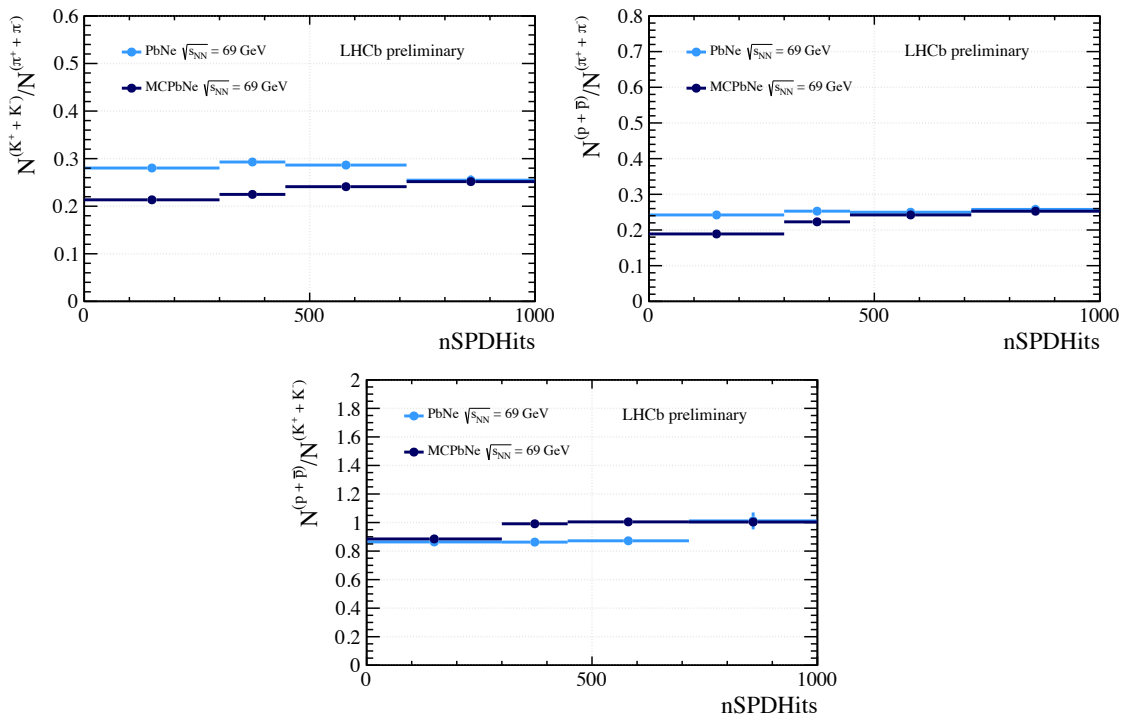 N^(K⁺ + K⁻)/N^(π⁺ + π⁻)
0.6
0.5
0.4
0.3
0.2
0.1
0
PbNe √s_NN = 69 GeV
LHCb preliminary
MCPbNe √s_NN = 69 GeV
0 500 1000
nSPDHits
N^(p + p̅)/N^(π⁺ + π⁻)
0.8
0.7
0.6
0.5
0.4
0.3
0.2
0.1
0
PbNe √s_NN = 69 GeV
LHCb preliminary
MCPbNe √s_NN = 69 GeV
0 500 1000
nSPDHits
N^(p + p̅)/N^(K⁺ + K⁻)
2
1.8
1.6
1.4
1.2
1
0.8
0.6
0.4
0.2
0
PbNe √s_NN = 69 GeV
LHCb preliminary
MCPbNe √s_NN = 69 GeV
0 500 1000
nSPDHits